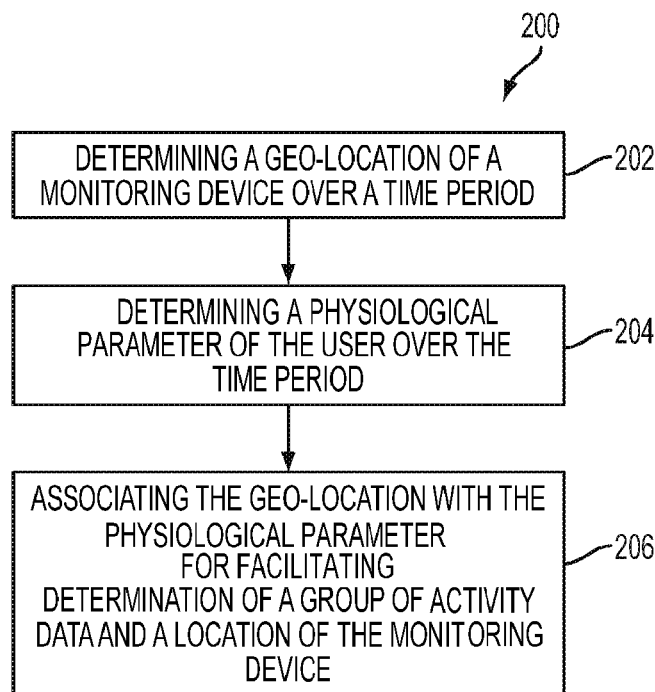 200
DETERMINING A GEO-LOCATION OF A
MONITORING DEVICE OVER A TIME PERIOD
202
DETERMINING A PHYSIOLOGICAL
PARAMETER OF THE USER OVER THE
TIME PERIOD
204
ASSOCIATING THE GEO-LOCATION WITH THE
PHYSIOLOGICAL PARAMETER
FOR FACILITATING
DETERMINATION OF A GROUP OF ACTIVITY
DATA AND A LOCATION OF THE MONITORING
DEVICE
206